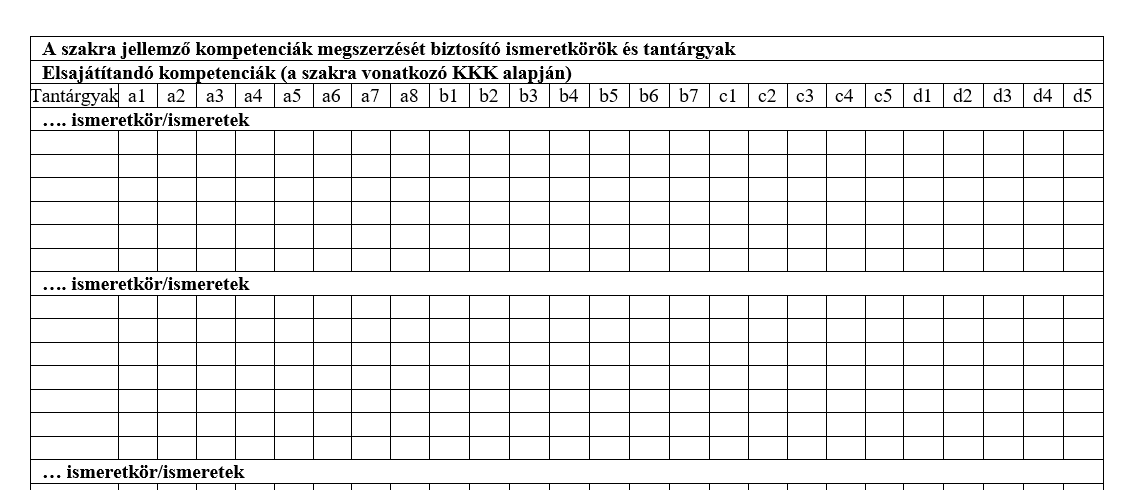 A szakra jellemző kompetenciák megszerzését biztosító ismeretkörök és tantárgyak
Elsajátítandó kompetenciák (a szakra vonatkozó KKK alapján)
Tantárgyak a1 a2 a3 a4 a5 a6 a7 a8 b1 b2 b3 b4 b5 b6 b7 c1 c2 c3 c4 c5 d1 d2 d3 d4 d5
…. ismeretkör/ismeretek
…. ismeretkör/ismeretek
… ismeretkör/ismeretek